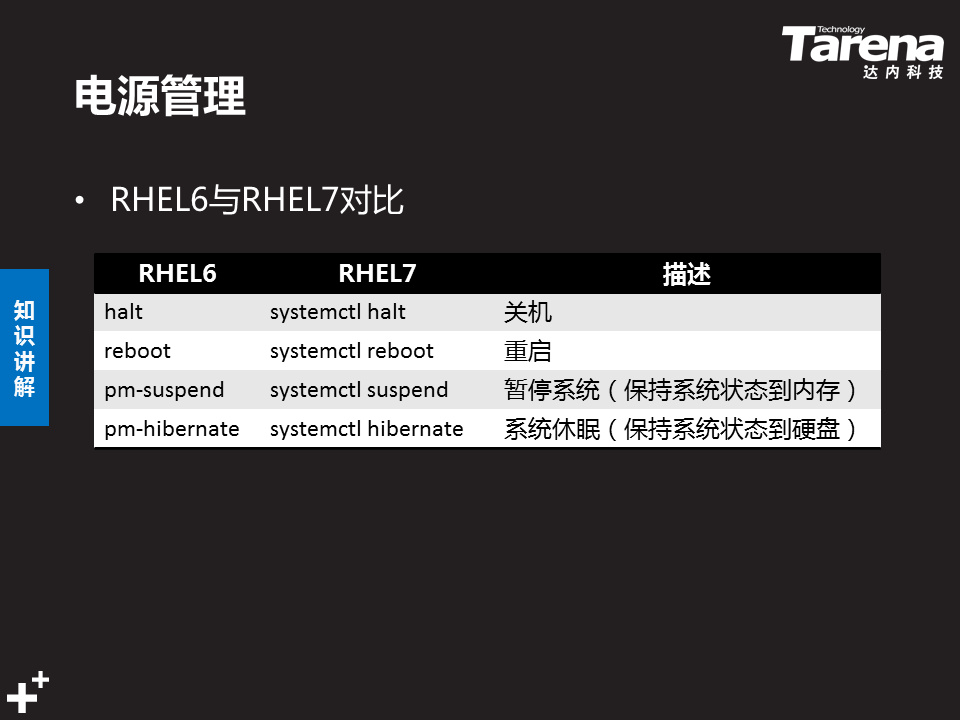 Technology
Tarena
达内科技
电源管理
• RHEL6与RHEL7对比
RHEL6 RHEL7 描述
halt systemctl halt 关机
reboot systemctl reboot 重启
pm-suspend systemctl suspend 暂停系统（保持系统状态到内存）
pm-hibernate systemctl hibernate 系统休眠（保持系统状态到硬盘）
知识讲解